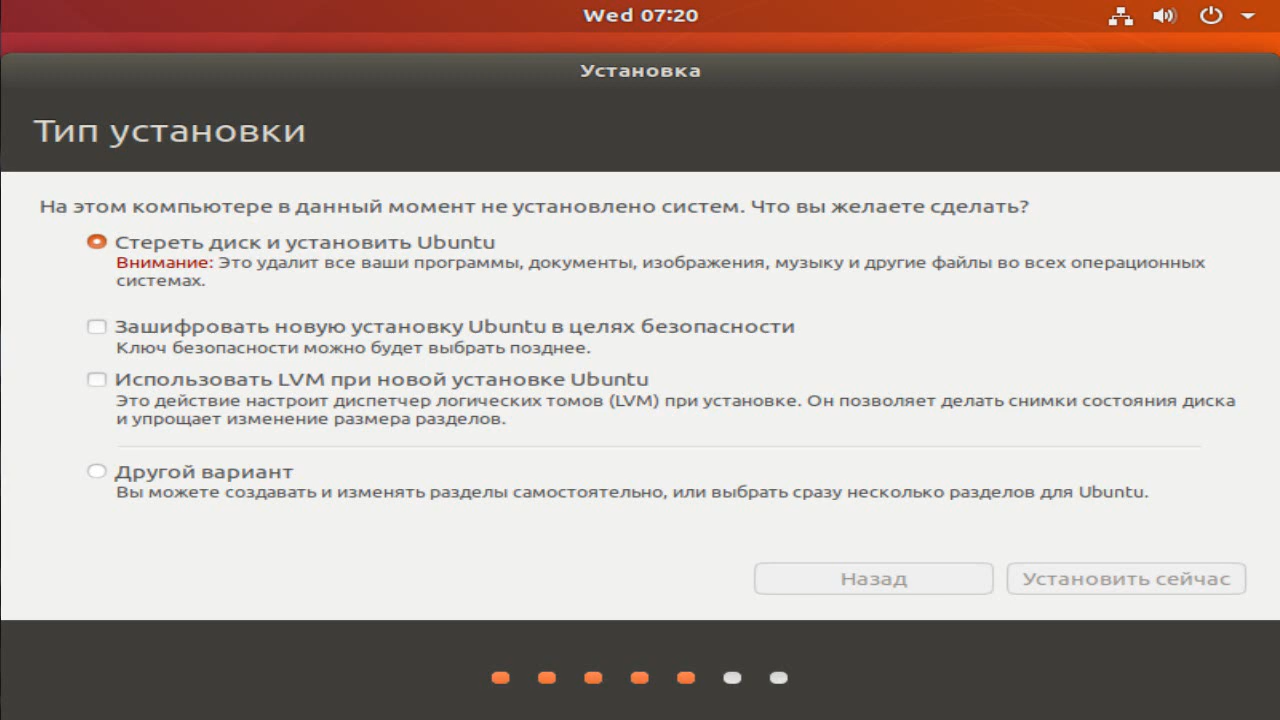 Wed 07:20
Установка
Тип установки
На этом компьютере в данный момент не установлено систем. Что вы желаете сделать?
Стереть диск и установить Ubuntu
Внимание: Это удалит все ваши программы, документы, изображения, музыку и другие файлы во всех операционных
системах.
Зашифровать новую установку Ubuntu в целях безопасности
Ключ безопасности можно будет выбрать позднее.
Использовать LVM при новой установке Ubuntu
Это действие настроит диспетчер логических томов (LVM) при установке. Он позволяет делать снимки состояния диска
и упрощает изменение размера разделов.
Другой вариант
Вы можете создавать и изменять разделы самостоятельно, или выбрать сразу несколько разделов для Ubuntu.
Назад
Установить сейчас